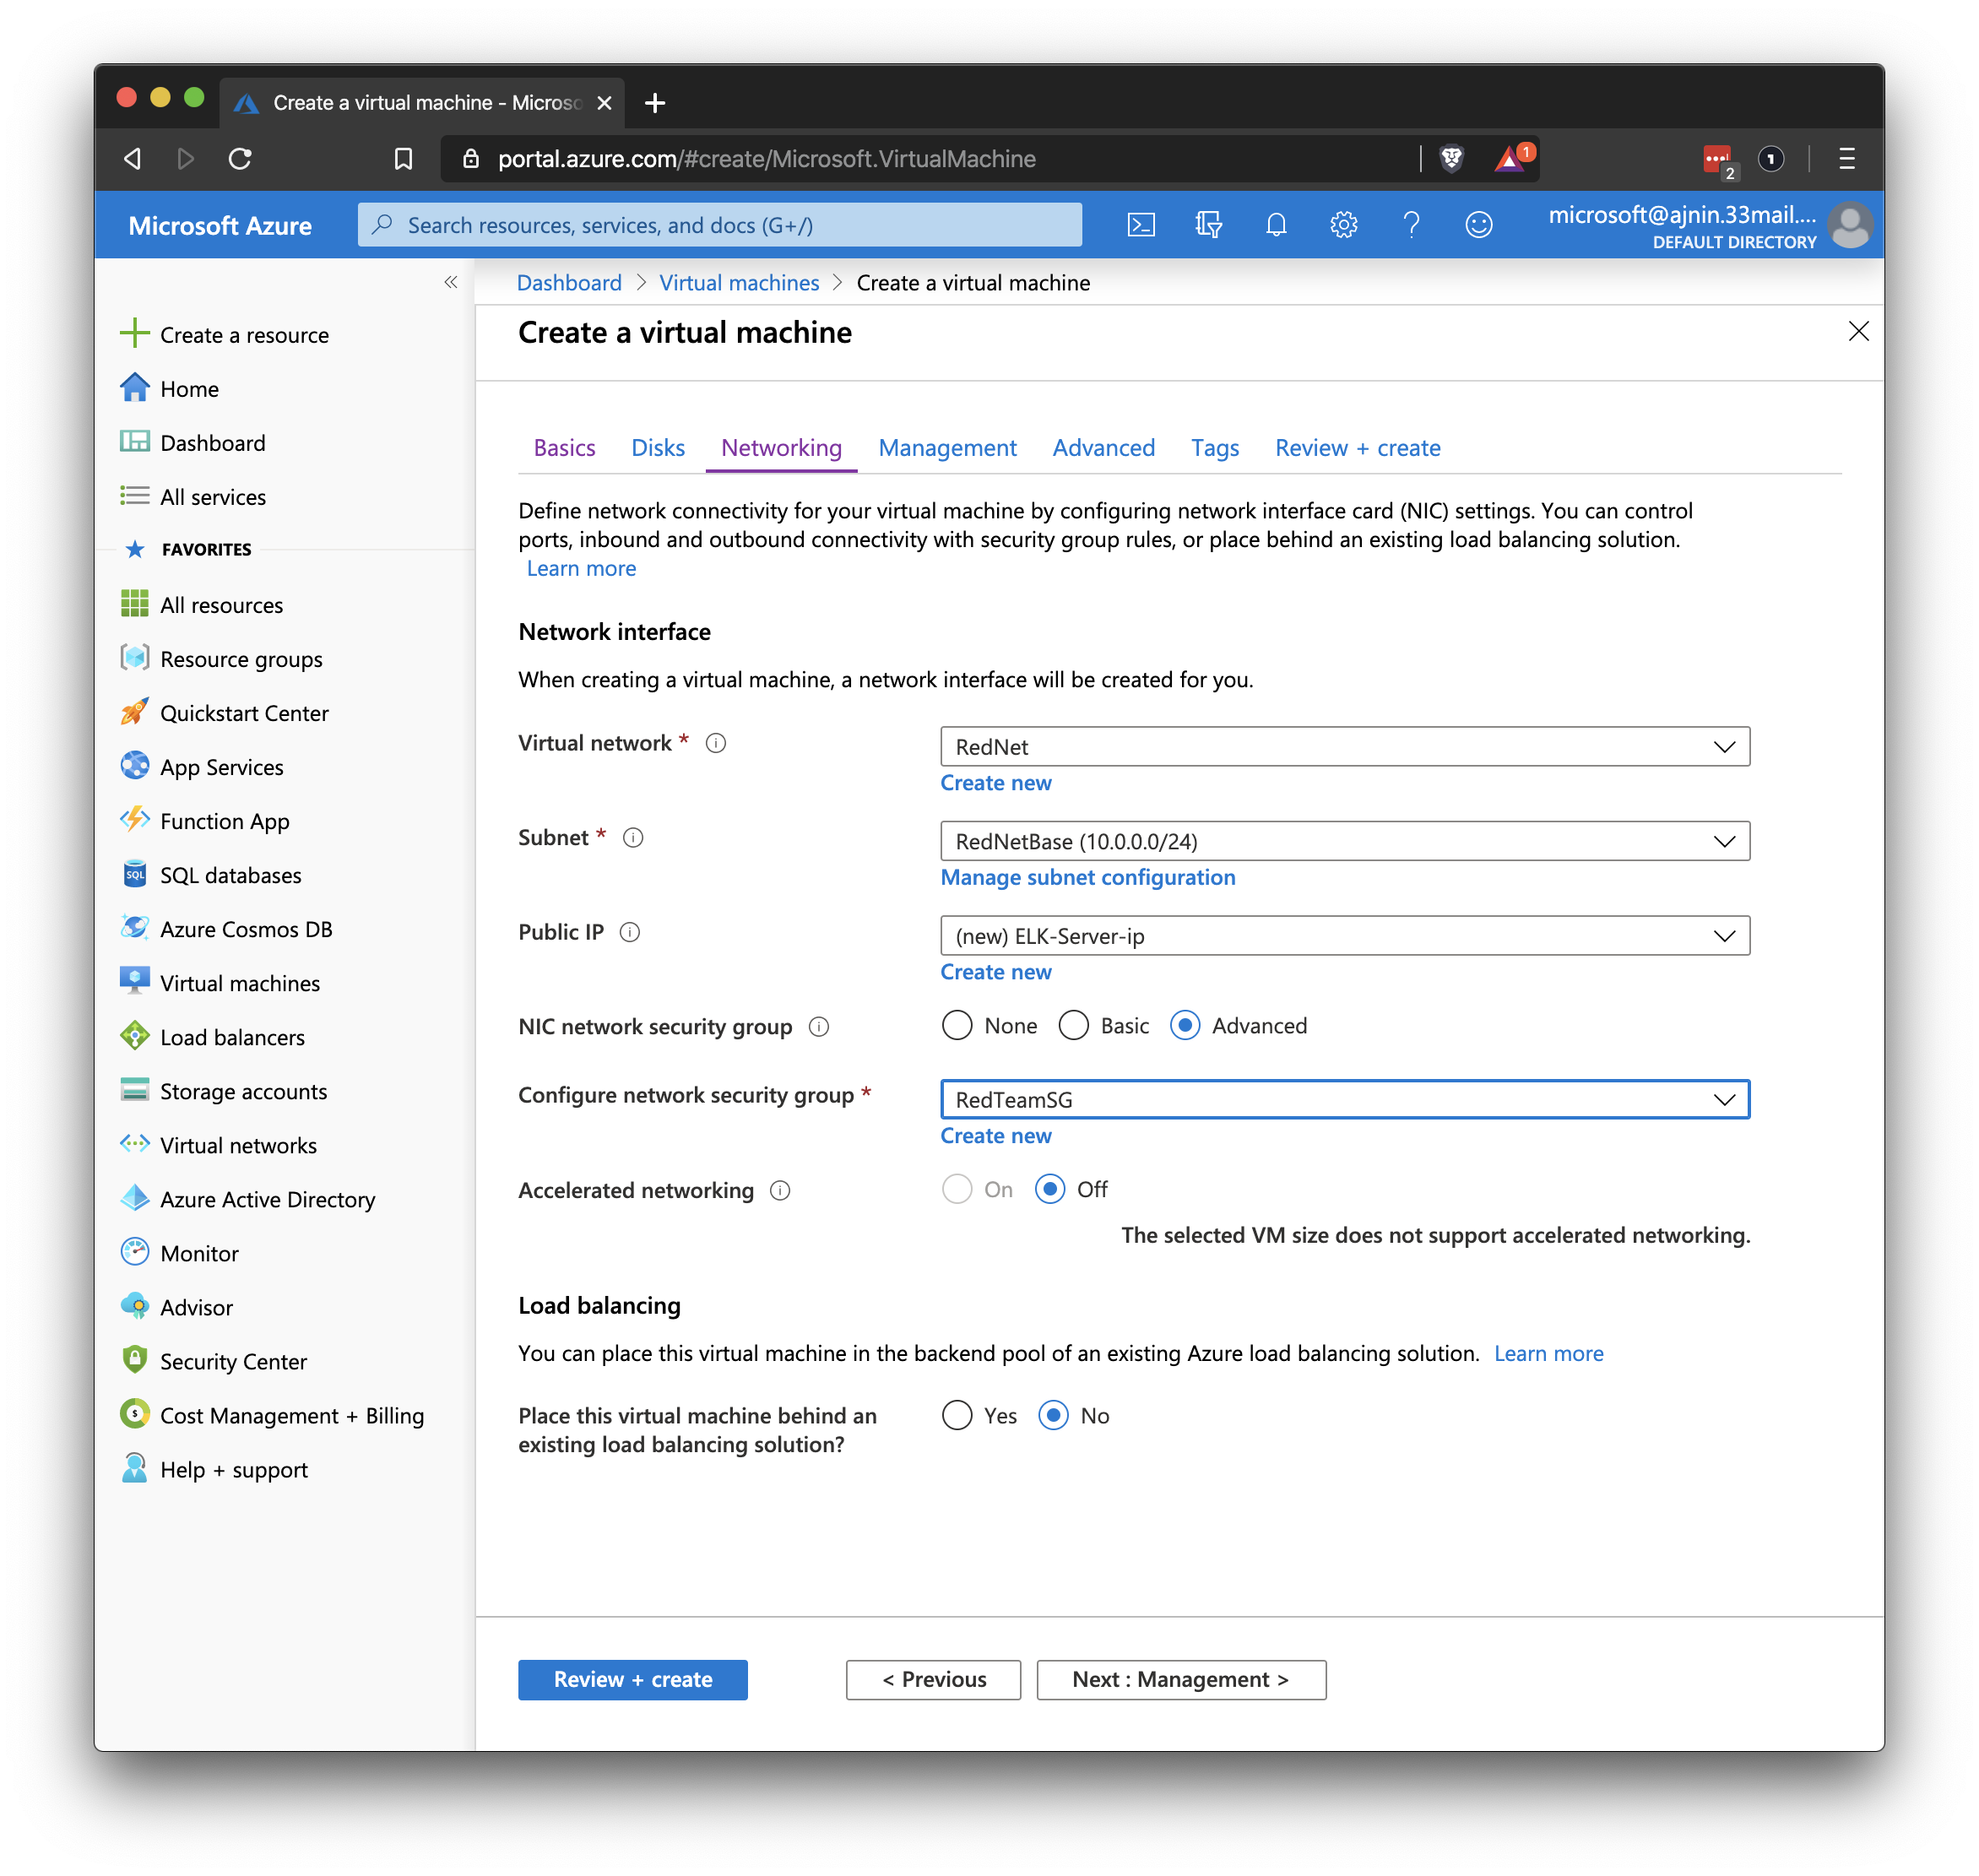 Create a virtual machine - Microso
portal.azure.com/#create/Microsoft.VirtualMachine
1
2
1
Microsoft Azure
Search resources, services, and docs (G+/)
microsoft@ajnin.33mail....
DEFAULT DIRECTORY
«
Create a resource
Home
Dashboard
All services
FAVORITES
All resources
Resource groups
Quickstart Center
App Services
Function App
SQL
SQL databases
Azure Cosmos DB
Virtual machines
Load balancers
Storage accounts
Virtual networks
Azure Active Directory
Monitor
Advisor
Security Center
Cost Management + Billing
Help + support
Dashboard > Virtual machines > Create a virtual machine
Create a virtual machine
Basics Disks Networking Management Advanced Tags Review + create
Define network connectivity for your virtual machine by configuring network interface card (NIC) settings. You can control
ports, inbound and outbound connectivity with security group rules, or place behind an existing load balancing solution.
Learn more
Network interface
When creating a virtual machine, a network interface will be created for you.
Virtual network * RedNet
Create new
Subnet * RedNetBase (10.0.0.0/24)
Manage subnet configuration
Public IP (new) ELK-Server-ip
Create new
NIC network security group None Basic Advanced
Configure network security group * RedTeamSG
Create new
Accelerated networking On Off
The selected VM size does not support accelerated networking.
Load balancing
You can place this virtual machine in the backend pool of an existing Azure load balancing solution. Learn more
Place this virtual machine behind an Yes No
existing load balancing solution?
Review + create < Previous Next : Management >